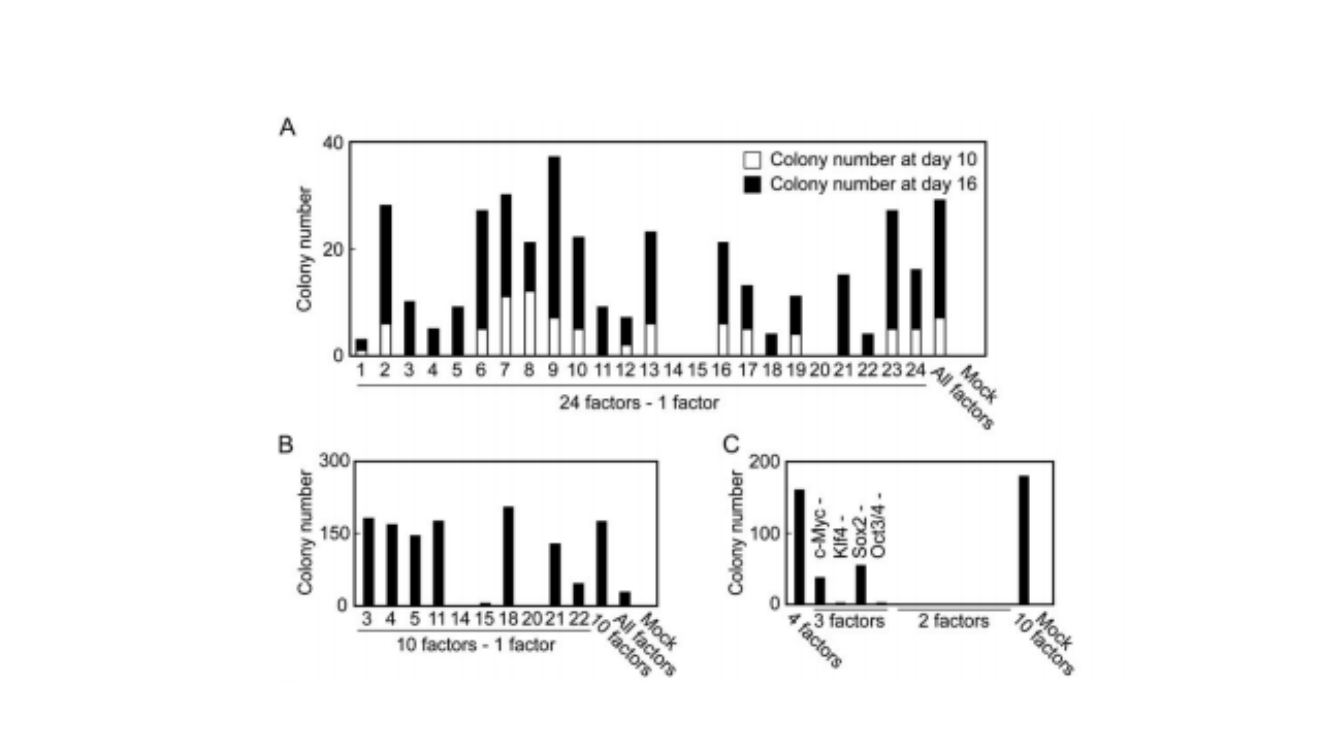 A
40
20
0
Colony number
Colony number at day 10
Colony number at day 16
1 2 3 4 5 6 7 8 9 10 11 12 13 14 15 16 17 18 19 20 21 22 23 24 All factors Mock
24 factors - 1 factor
B
300
150
0
Colony number
3 4 5 11 14 15 18 20 21 22 10 factors All factors Mock
10 factors - 1 factor
C
200
100
0
Colony number
c-Myc -
Klf4 -
Sox2 -
Oct3/4 -
4 factors 3 factors 2 factors 10 factors Mock